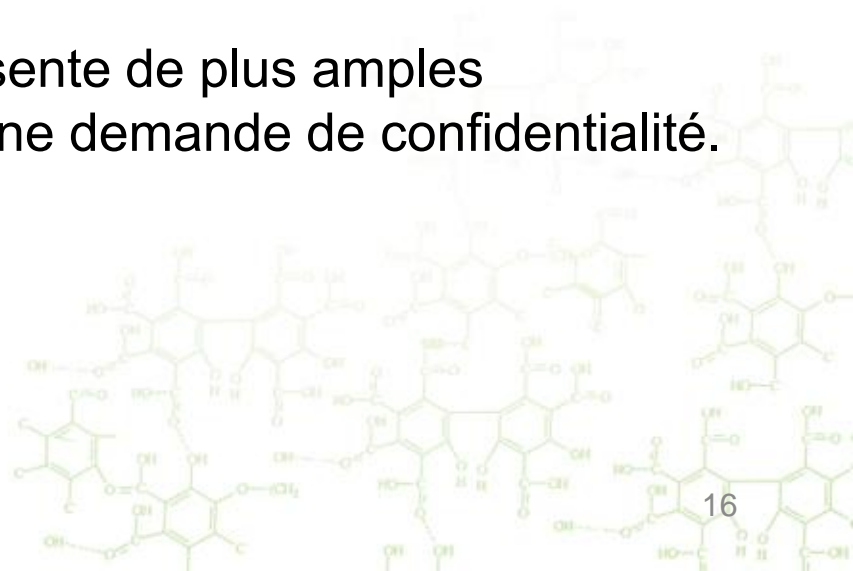 sente de plus amples
ne demande de confidentialité.
16